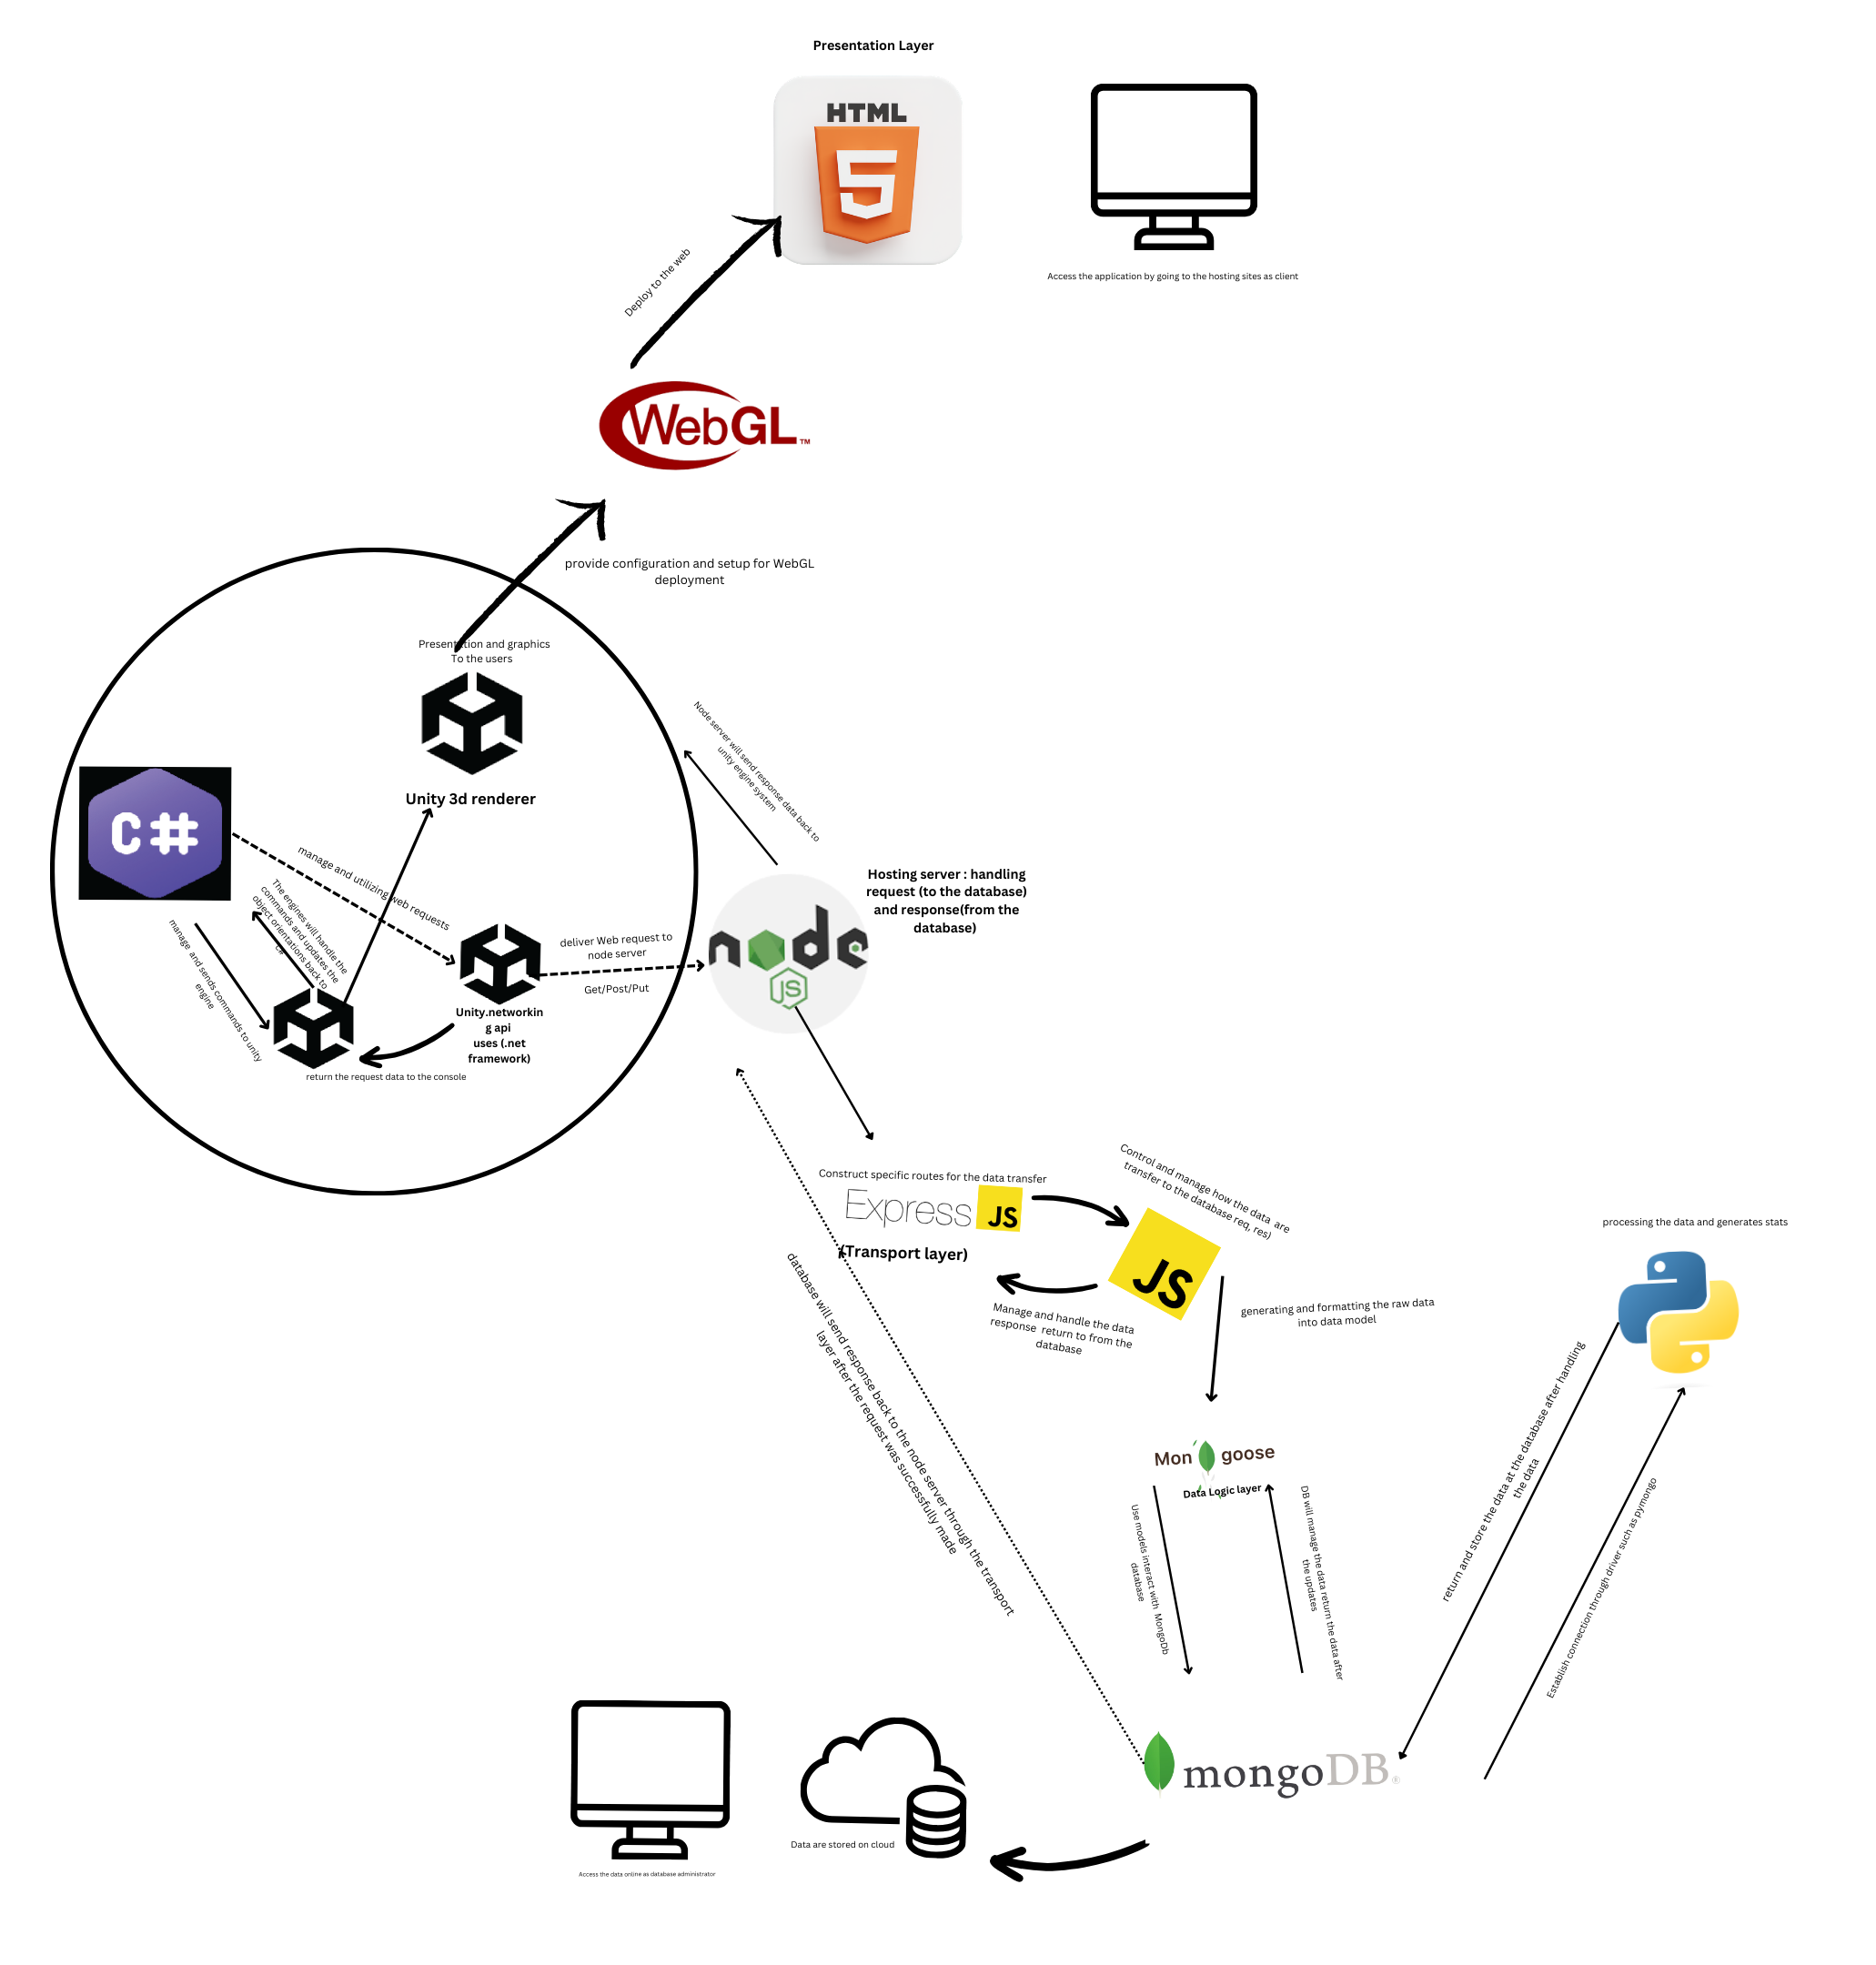 Presentation Layer
HTML
5
Access the application by going to the hosting sites as client
Deploy to the web
WebGL™
provide configuration and setup for WebGL
deployment
Presentation and graphics
To the users
Unity 3d renderer
C#
manage and utilizing web requests
The engines will handle the
commands and updates the
object orientations back to
c#
manage and sends commands to unity
engine
Unity.networkin
g api
uses (.net
framework)
return the request data to the console
deliver Web request to
node server
Get/Post/Put
Node server will send response data back to
unity engine system
node
JS
Hosting server : handling
request (to the database)
and response(from the
database)
Construct specific routes for the data transfer
Express JS
(Transport layer)
Control and manage how the data are
transfer to the database req, res)
JS
Manage and handle the data
response return to from the
database
generating and formatting the raw data
into data model
processing the data and generates stats
Mongoose
Data Logic layer
Use models interact with MongoDb
database
DB will manage the data return the data after
the updates
database will send response back to the node server through the transport
layer after the request was successfully made
return and store the data at the database after handling
the data
Establish connection through driver such as pymongo
mongoDB®
Data are stored on cloud
Access the data online as database administrator